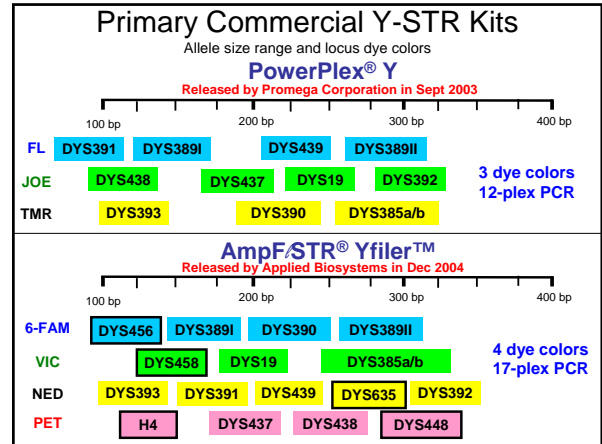 Primary Commercial Y-STR Kits
Allele size range and locus dye colors
PowerPlex® Y
Released by Promega Corporation in Sept 2003
100 bp 200 bp 300 bp 400 bp
FL DYS391 DYS389I DYS439 DYS389II
JOE DYS438 DYS437 DYS19 DYS392
TMR DYS393 DYS390 DYS385a/b
3 dye colors
12-plex PCR
AmpFℓSTR® Yfiler™
Released by Applied Biosystems in Dec 2004
100 bp 200 bp 300 bp 400 bp
6-FAM DYS456 DYS389I DYS390 DYS389II
VIC DYS458 DYS19 DYS385a/b
NED DYS393 DYS391 DYS439 DYS635 DYS392
PET H4 DYS437 DYS438 DYS448
4 dye colors
17-plex PCR